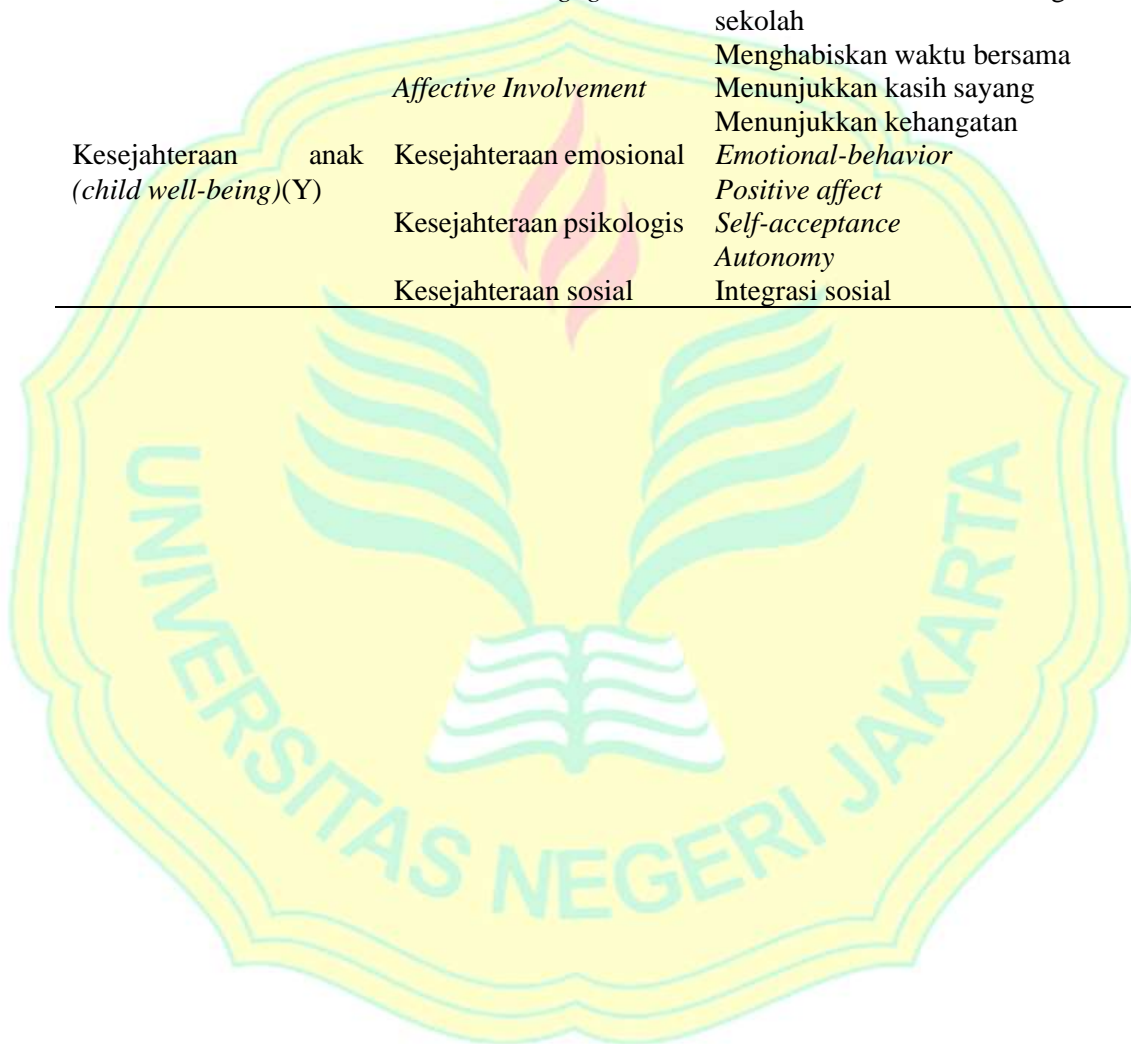 sekolah
Menghabiskan waktu bersama
Affective Involvement Menunjukkan kasih sayang
Menunjukkan kehangatan
Kesejahteraan anak Kesejahteraan emosional Emotional-behavior
(child well-being)(Y) Positive affect
Kesejahteraan psikologis Self-acceptance
Autonomy
Kesejahteraan sosial Integrasi sosial
UNIVERSITAS NEGERI JAKARTA